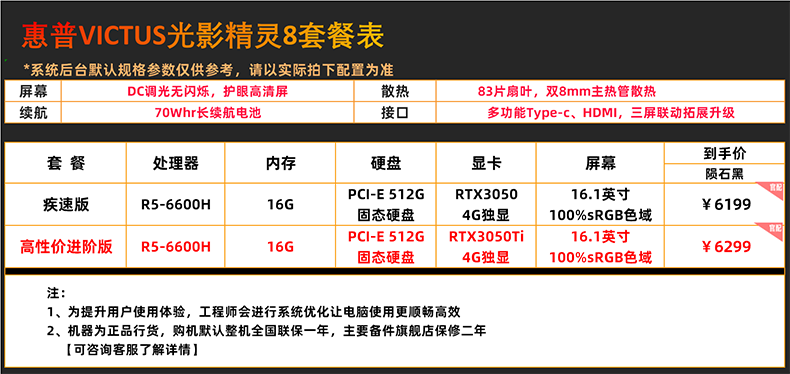 惠普VICTUS光影精灵8套餐表
*系统后台默认规格参数仅供参考，请以实际拍下配置为准
屏幕 DC调光无闪烁，护眼高清屏 散热 83片扇叶，双8mm主热管散热
续航 70Whr长续航电池 接口 多功能Type-c、HDMI，三屏联动拓展升级
套 餐 处理器 内存 硬盘 显卡 屏幕 到手价
陨石黑
疾速版 R5-6600H 16G PCI-E 512G 固态硬盘 RTX3050 4G独显 16.1英寸 100%sRGB色域 ￥6199 官配
高性价进阶版 R5-6600H 16G PCI-E 512G 固态硬盘 RTX3050Ti 4G独显 16.1英寸 100%sRGB色域 ￥6299 官配
注：
1、为提升用户使用体验，工程师会进行系统优化让电脑使用更顺畅高效
2、机器为正品行货，购机默认整机全国联保一年，主要备件旗舰店保修二年
【可咨询客服了解详情】